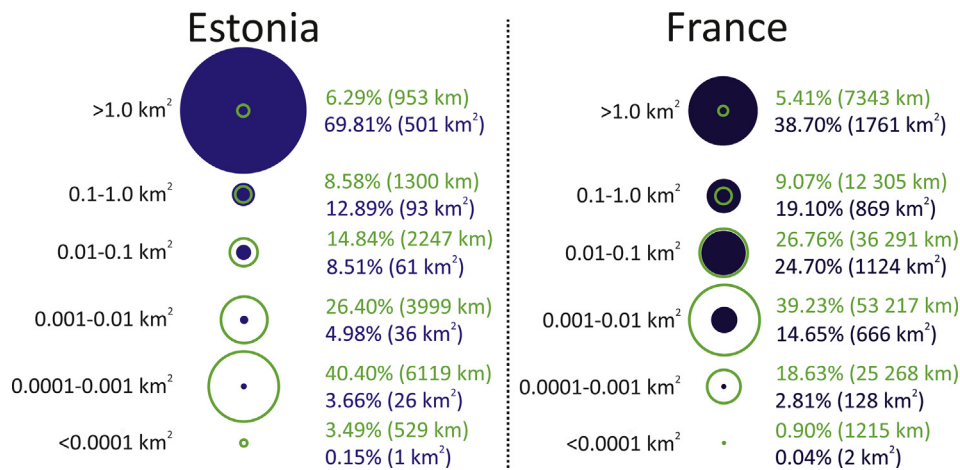 Estonia
>1.0 km²
6.29% (953 km)
69.81% (501 km²)
0.1-1.0 km²
8.58% (1300 km)
12.89% (93 km²)
0.01-0.1 km²
14.84% (2247 km)
8.51% (61 km²)
0.001-0.01 km²
26.40% (3999 km)
4.98% (36 km²)
0.0001-0.001 km²
40.40% (6119 km)
3.66% (26 km²)
<0.0001 km²
3.49% (529 km)
0.15% (1 km²)
France
>1.0 km²
5.41% (7343 km)
38.70% (1761 km²)
0.1-1.0 km²
9.07% (12 305 km)
19.10% (869 km²)
0.01-0.1 km²
26.76% (36 291 km)
24.70% (1124 km²)
0.001-0.01 km²
39.23% (53 217 km)
14.65% (666 km²)
0.0001-0.001 km²
18.63% (25 268 km)
2.81% (128 km²)
<0.0001 km²
0.90% (1215 km)
0.04% (2 km²)